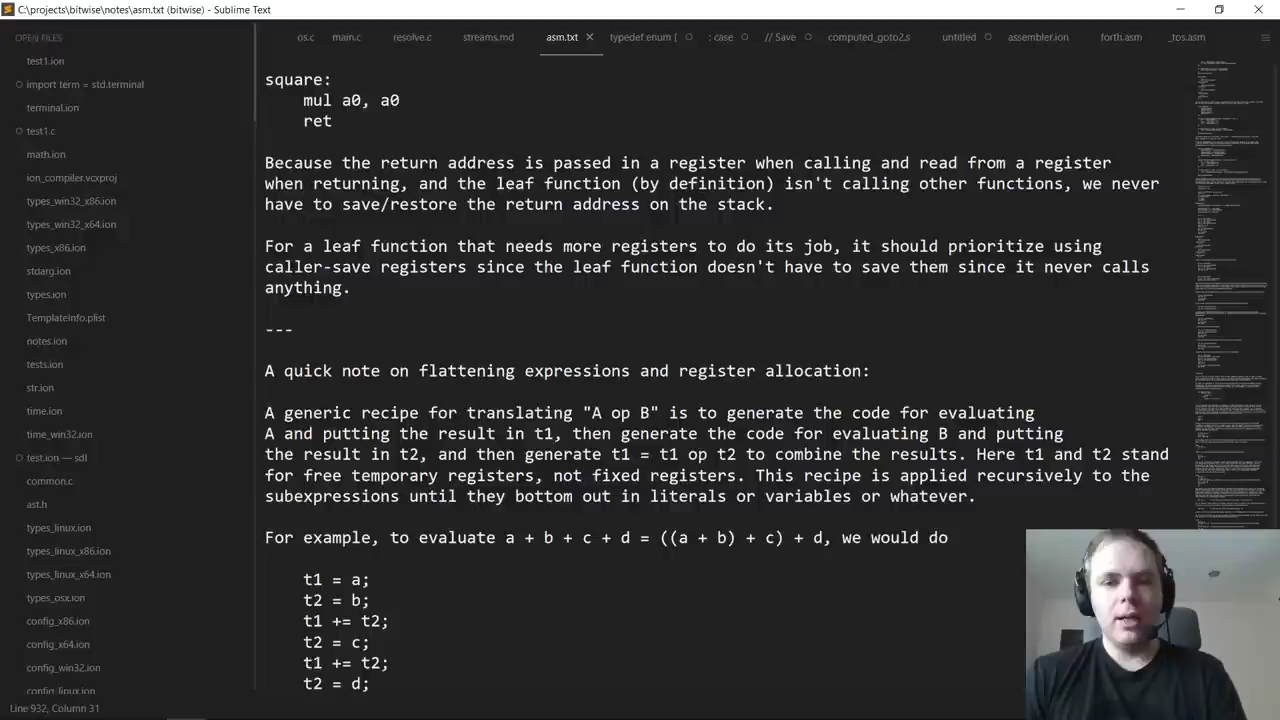 C:\projects\bitwise\notes\asm.txt (bitwise) - Sublime Text
OPEN FILES
test1.ion
import term = std.terminal
terminal.ion
test1.c
math.ion
ion_compiler.vcxproj
types_win32_x86.ion
types_win32_x64.ion
types_x86.ion
stdarg.ion
types.ion
TemplateInfo.plist
notes.ion
tests.ion
str.ion
time.ion
time_win32.ion
test.ion — sdl
common.c
ast.h
types_linux.ion
types_linux_x86.ion
types_linux_x64.ion
types_osx.ion
config_x86.ion
config_x64.ion
config_win32.ion
config_linux.ion
os.c main.c resolve.c streams.md asm.txt typedef enum { : case // Save computed_goto2.s untitled assembler.ion forth.asm _tos.asm
square:
mul a0, a0
ret
Because the return address is passed in a register when calling and read from a register
when returning, and the leaf function (by definition) isn't calling other functions, we never
have to save/restore the return adress on the stack.
For a leaf function that needs more registers to do its job, it should prioritize using
caller-save registers since the leaf function doesn't have to save them since it never calls
anything.
---
A quick note on flattening expressions and register allocation:
A generic recipe for translating "A op B" is to generate the code for evaluating
A and putting the result in t1, then generate the code for evaluating B and putting
the result in t2, and then generate t1 = t1 op t2 to combine the results. Here t1 and t2 stand
for fresh temporary registers, not fixed registers. The recipe is applied recursively to the
subexpressions until they bottom out in literals or variables or whatever.
For example, to evaluate a + b + c + d = ((a + b) + c) + d, we would do
t1 = a;
t2 = b;
t1 += t2;
t2 = c;
t1 += t2;
t2 = d;
Line 932, Column 31